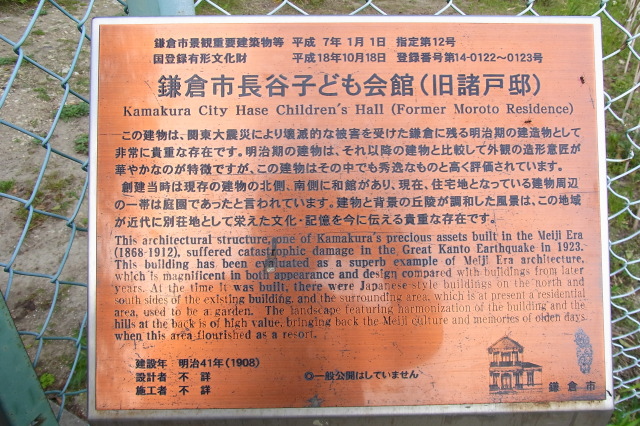 鎌倉市景観重要建築物等 平成 7年 1月 1日 指定第12号
国登録有形文化財 平成18年10月18日 登録番号第14-0122～0123号
鎌倉市長谷子ども会館（旧諸戸邸）
Kamakura City Hase Children's Hall (Former Moroto Residence)
この建物は、関東大震災により壊滅的な被害を受けた鎌倉に残る明治期の建造物として
非常に貴重な存在です。明治期の建物は、それ以降の建物と比較して外観の造形意匠が
華やかなのが特徴ですが、この建物はその中でも秀逸なものと高く評価されています。
創建当時は現存の建物の北側、南側に和館があり、現在、住宅地となっている建物周辺
の一帯は庭園であったと言われています。建物と背景の丘陵が調和した風景は、この地域
が近代に別荘地として栄えた文化・記憶を今に伝える貴重な存在です。
This architectural structure, one of Kamakura's precious assets built in the Meiji Era
(1868-1912), suffered catastrophic damage in the Great Kanto Earthquake in 1923.
This building has been evaluated as a superb example of Meiji Era architecture,
which is magnificent in both appearance and design compared with buildings from later
years. At the time it was built, there were Japanese-style buildings on the north and
south sides of the existing building, and the surrounding area, which is at present a residential
area, used to be a garden. The landscape featuring harmonization of the building and the
hills at the back is of high value, bringing back the Meiji culture and memories of olden days
when this area flourished as a resort.
建設年 明治41年（1908）
設計者 不 詳 ◎一般公開はしていません
施工者 不 詳
鎌倉市